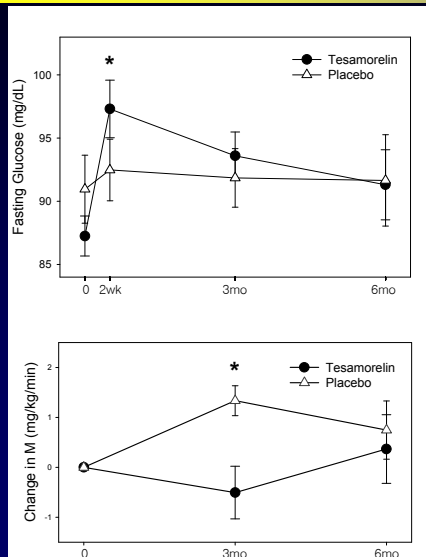 *
Tesamorelin
Placebo
100
95
90
85
Fasting Glucose (mg/dL)
0 2wk 3mo 6mo
*
Tesamorelin
Placebo
2
1
0
-1
Change in M (mg/kg/min)
0 3mo 6mo